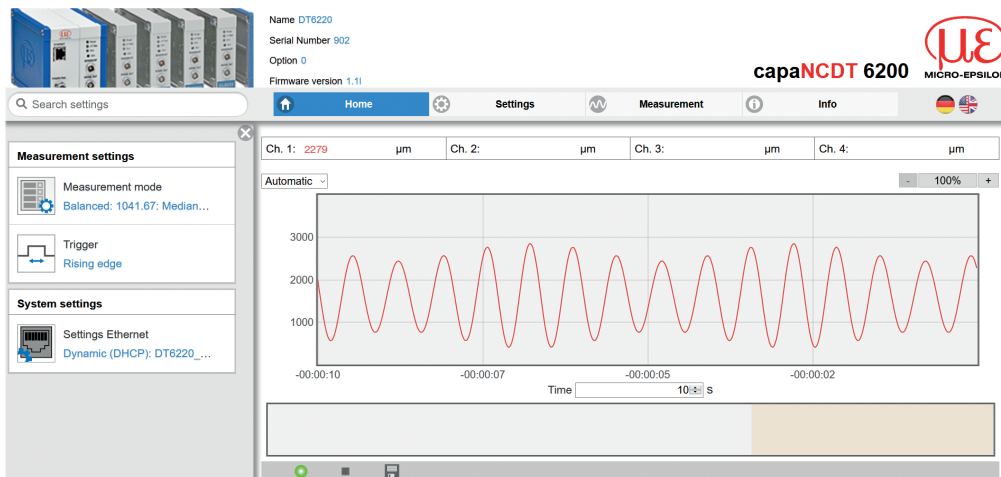 Name DT6220
Serial Number 902
Option 0
Firmware version 1.1I
capaNCDT 6200
με
MICRO-EPSILON
Search settings
Home
Settings
Measurement
Info
Measurement settings
Measurement mode
Balanced: 1041.67: Median...
Trigger
Rising edge
System settings
Settings Ethernet
Dynamic (DHCP): DT6220_...
Ch. 1: 2279 μm
Ch. 2: μm
Ch. 3: μm
Ch. 4: μm
Automatic
- 100% +
3000
2000
1000
-00:00:10
-00:00:07
-00:00:05
-00:00:02
Time 10 s